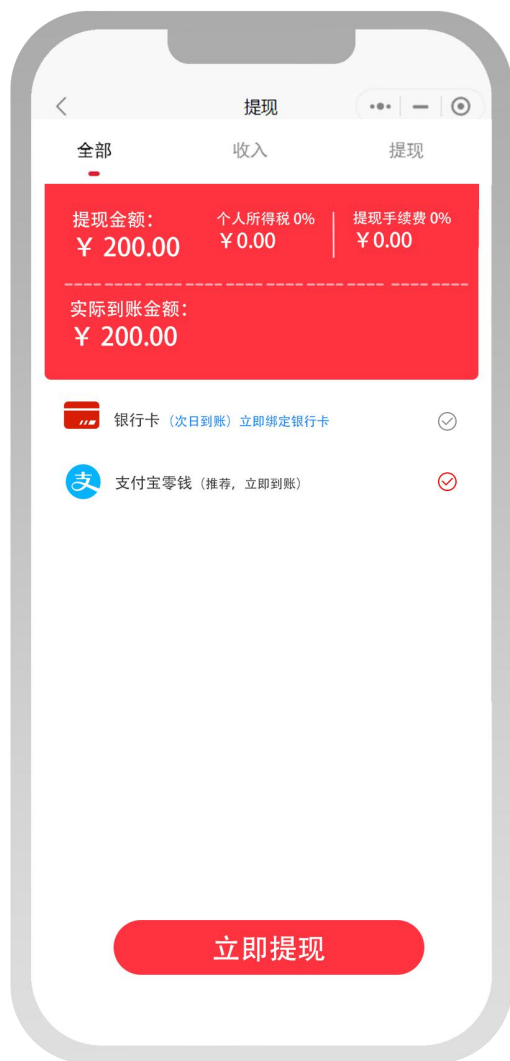 提现
全部 收入 提现
提现金额： 个人所得税 0% 提现手续费 0%
￥ 200.00 ￥0.00 ￥0.00
实际到账金额：
￥ 200.00
银行卡（次日到账）立即绑定银行卡
支 支付宝零钱（推荐，立即到账）
立即提现